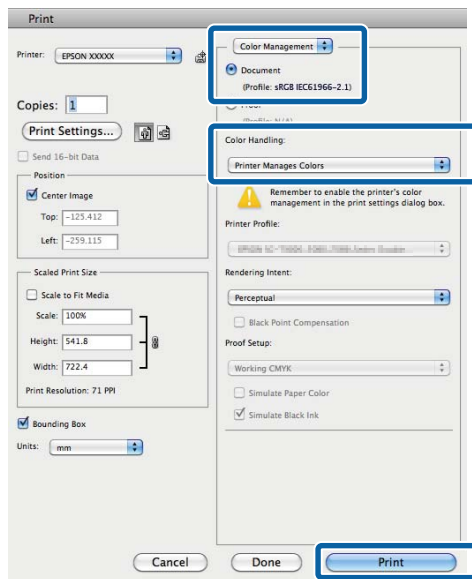 Print
Printer:
EPSON XXXXX
Copies:
1
Print Settings...
Send 16-bit Data
Position
Center Image
Top:
-125.412
Left:
-259.115
Scaled Print Size
Scale to Fit Media
Scale:
100%
Height:
541.8
Width:
722.4
Print Resolution: 71 PPI
Bounding Box
Units:
mm
Color Management
Document
(Profile: sRGB IEC61966-2.1)
Color Handling:
Printer Manages Colors
Remember to enable the printer's color
management in the print settings dialog box.
Printer Profile:
Rendering Intent:
Perceptual
Black Point Compensation
Proof Setup:
Working CMYK
Simulate Paper Color
Simulate Black Ink
Cancel
Done
Print